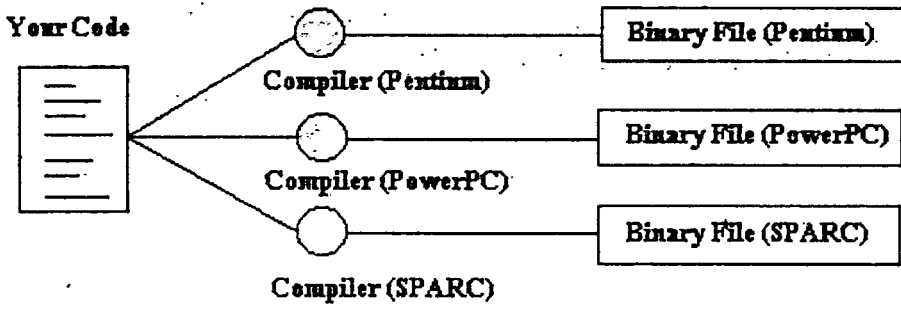 Your Code
Binary File (Pentium)
Compiler (Pentium)
Binary File (PowerPC)
Compiler (PowerPC)
Binary File (SPARC)
Compiler (SPARC)